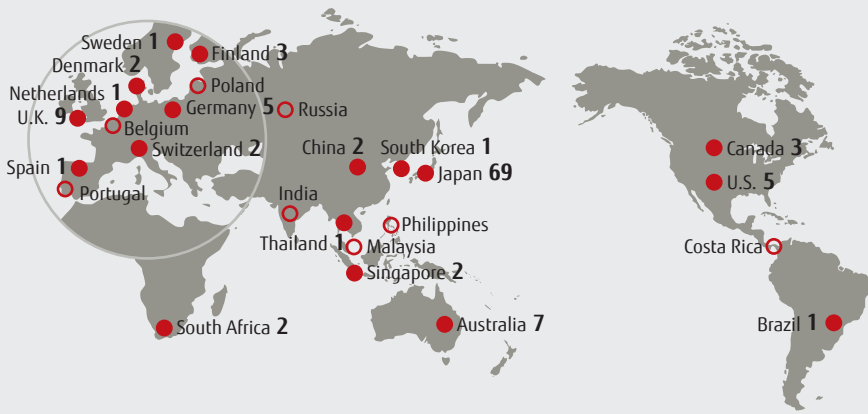 Sweden 1
Finland 3
Denmark 2
Poland
Netherlands 1
Germany 5
Russia
U.K. 9
Belgium
Switzerland 2
China 2
South Korea 1
Japan 69
Spain 1
Portugal
India
Philippines
Thailand 1
Malaysia
Singapore 2
South Africa 2
Australia 7
Canada 3
U.S. 5
Costa Rica
Brazil 1